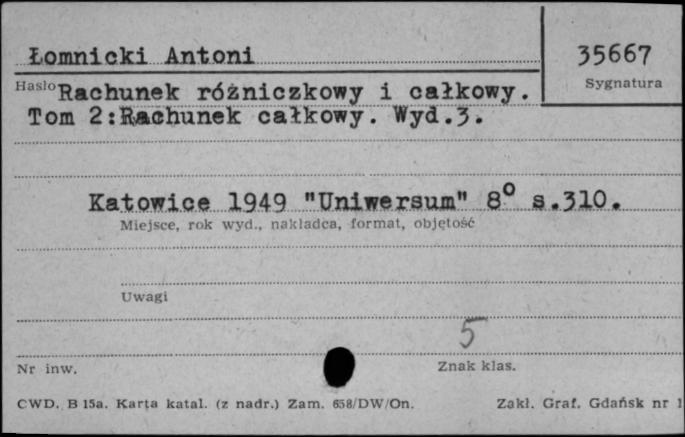 Łomnicki Antoni
35667
Sygnatura
Hasło Rachunek różniczkowy i całkowy.
Tom 2:Rachunek całkowy. Wyd.3.
Katowice 1949 "Uniwersum" 8° s.310.
Miejsce, rok wyd., nakładca, format, objętość
Uwagi
5
Nr inw.
Znak klas.
CWD. B 15a. Karta katal. (z nadr.) Zam. 658/DW/On.
Zakł. Graf. Gdańsk nr 1